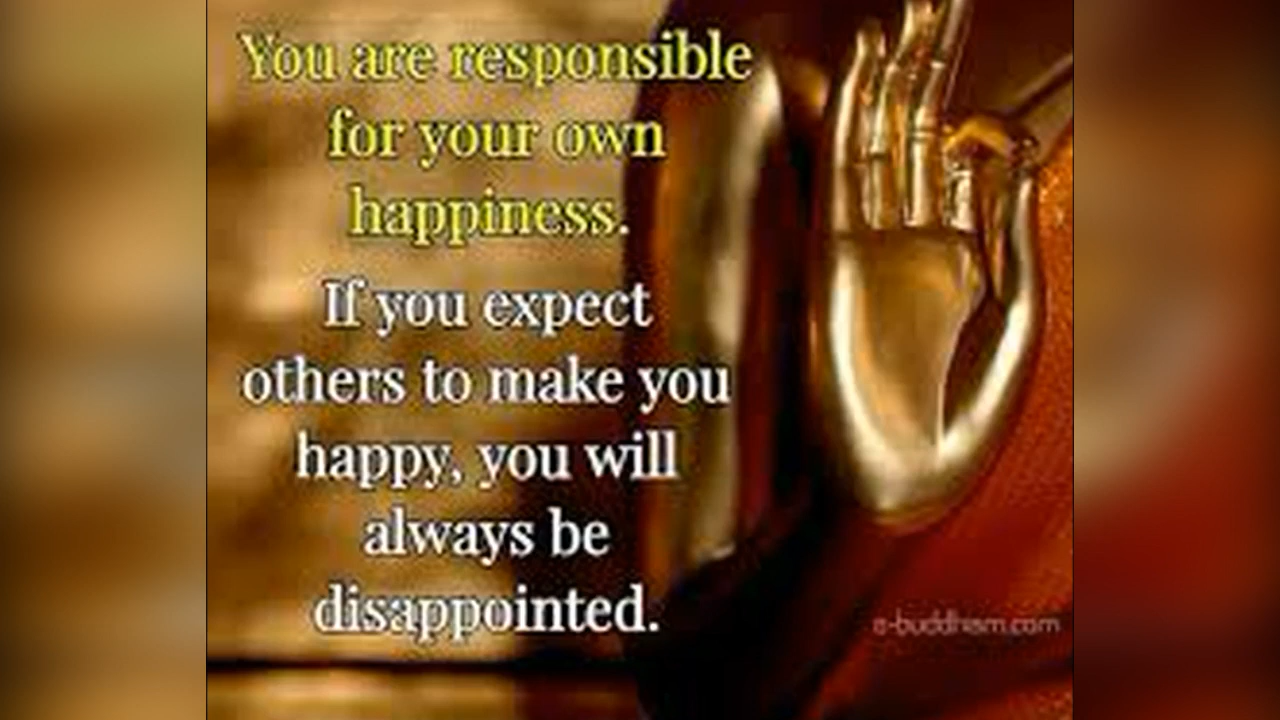 You are responsible
for your own
happiness.
If you expect
others to make you
happy, you will
always be
disappointed.
e-buddhism.com